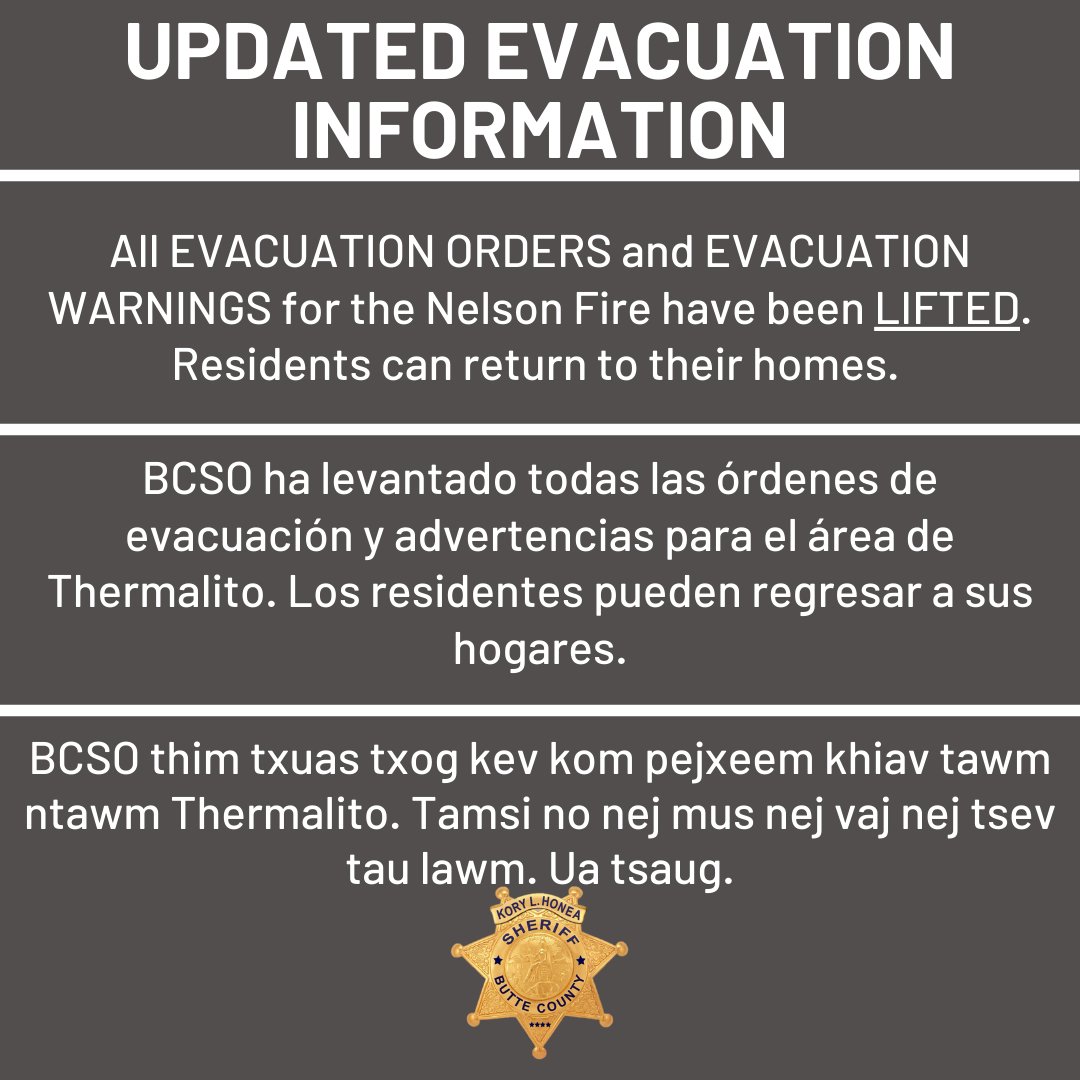 UPDATED EVACUATION
INFORMATION
All EVACUATION ORDERS and EVACUATION
WARNINGS for the Nelson Fire have been LIFTED.
Residents can return to their homes.
BCSO ha levantado todas las órdenes de
evacuación y advertencias para el área de
Thermalito. Los residentes pueden regresar a sus
hogares.
BCSO thim txuas txog kev kom pejxeem khiav tawm
ntawm Thermalito. Tamsi no nej mus nej vaj nej tsev
tau lawm. Ua tsaug.
KORY L. HONEA
SHERIFF
BUTTE COUNTY